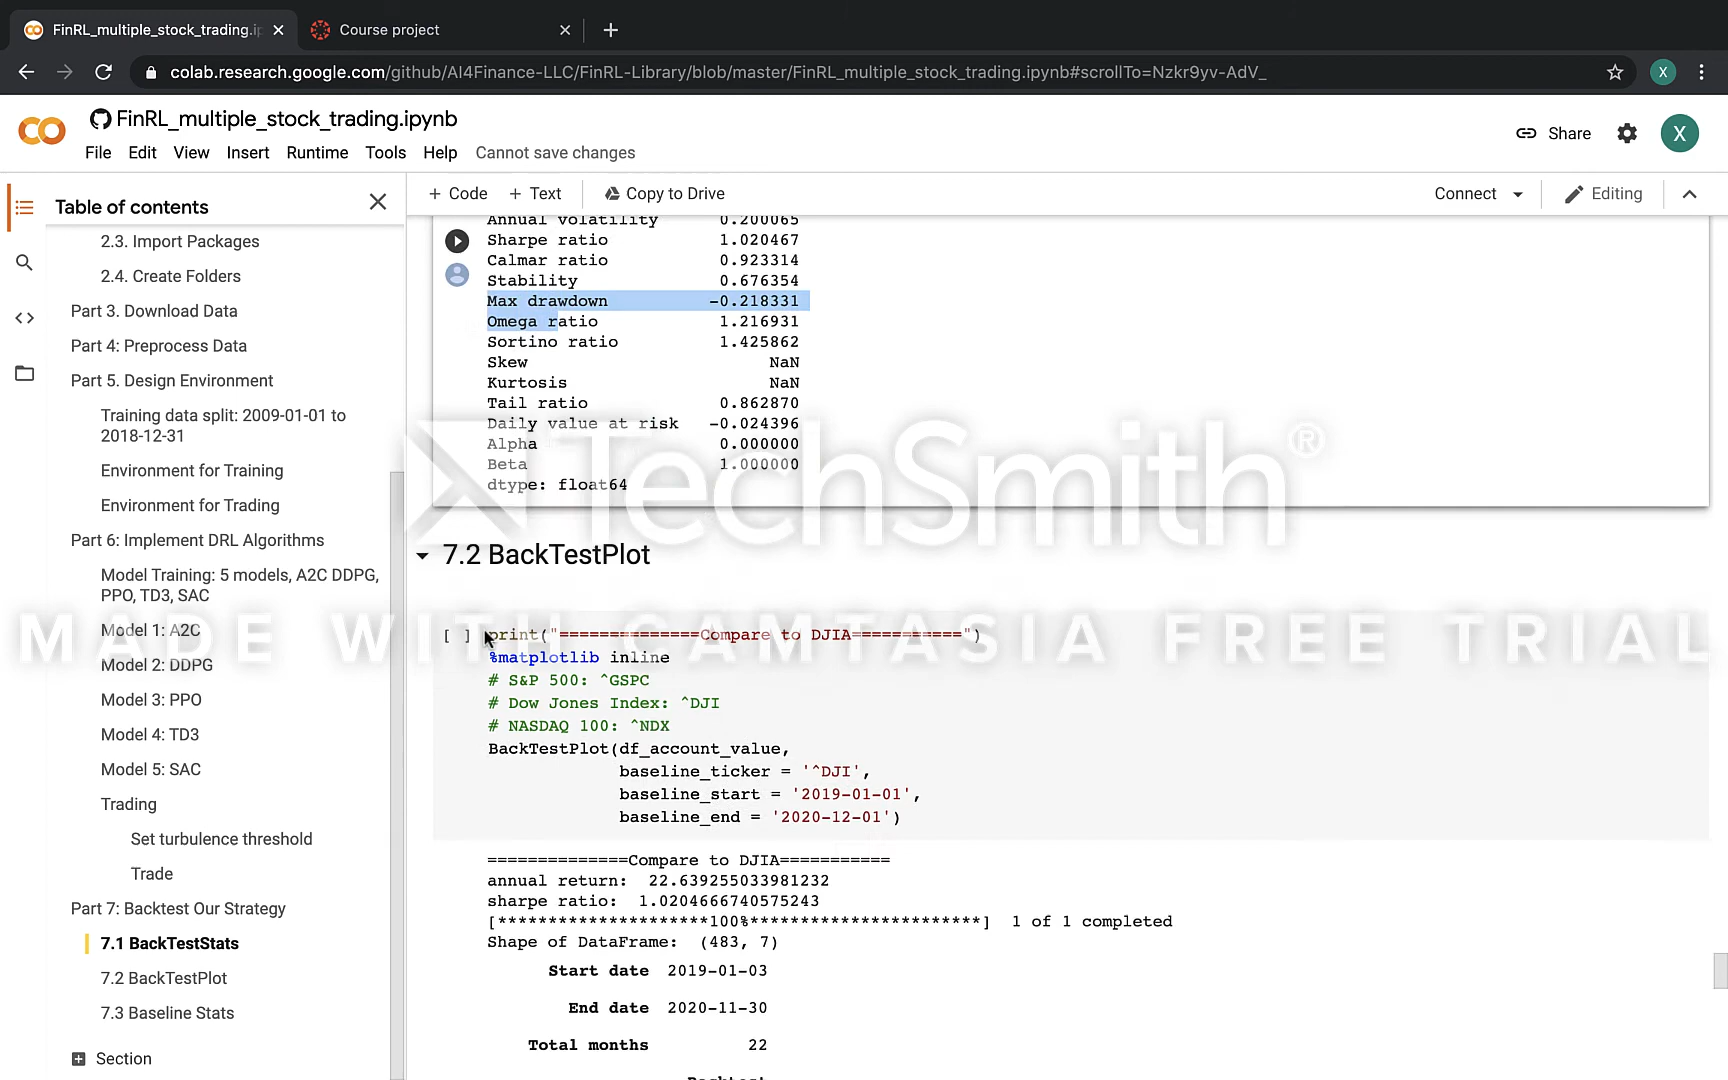 FinRL_multiple_stock_trading.ip
Course project
colab.research.google.com/github/AI4Finance-LLC/FinRL-Library/blob/master/FinRL_multiple_stock_trading.ipynb#scrollTo=Nzkr9yv-AdV_
X
FinRL_multiple_stock_trading.ipynb
Share
X
File Edit View Insert Runtime Tools Help Cannot save changes
Table of contents
+ Code + Text Copy to Drive
Connect Editing
2.3. Import Packages
2.4. Create Folders
Part 3. Download Data
Part 4: Preprocess Data
Part 5. Design Environment
Training data split: 2009-01-01 to
2018-12-31
Environment for Training
Environment for Trading
Part 6: Implement DRL Algorithms
Model Training: 5 models, A2C DDPG,
PPO, TD3, SAC
Model 1: A2C
Model 2: DDPG
Model 3: PPO
Model 4: TD3
Model 5: SAC
Trading
Set turbulence threshold
Trade
Part 7: Backtest Our Strategy
7.1 BackTestStats
7.2 BackTestPlot
7.3 Baseline Stats
Section
Annual volatility 0.200065
Sharpe ratio 1.020467
Calmar ratio 0.923314
Stability 0.676354
Max drawdown -0.218331
Omega ratio 1.216931
Sortino ratio 1.425862
Skew NaN
Kurtosis NaN
Tail ratio 0.862870
Daily value at risk -0.024396
Alpha 0.000000
Beta 1.000000
dtype: float64
TechSmith®
7.2 BackTestPlot
MADE WITH CAMTASIA FREE TRIAL
[ ] print("==============Compare to DJIA===========")
%matplotlib inline
# S&P 500: ^GSPC
# Dow Jones Index: ^DJI
# NASDAQ 100: ^NDX
BackTestPlot(df_account_value,
baseline_ticker = '^DJI',
baseline_start = '2019-01-01',
baseline_end = '2020-12-01')
==============Compare to DJIA===========
annual return: 22.639255033981232
sharpe ratio: 1.0204666740575243
[*********************100%***********************] 1 of 1 completed
Shape of DataFrame: (483, 7)
Start date 2019-01-03
End date 2020-11-30
Total months 22
Backtest